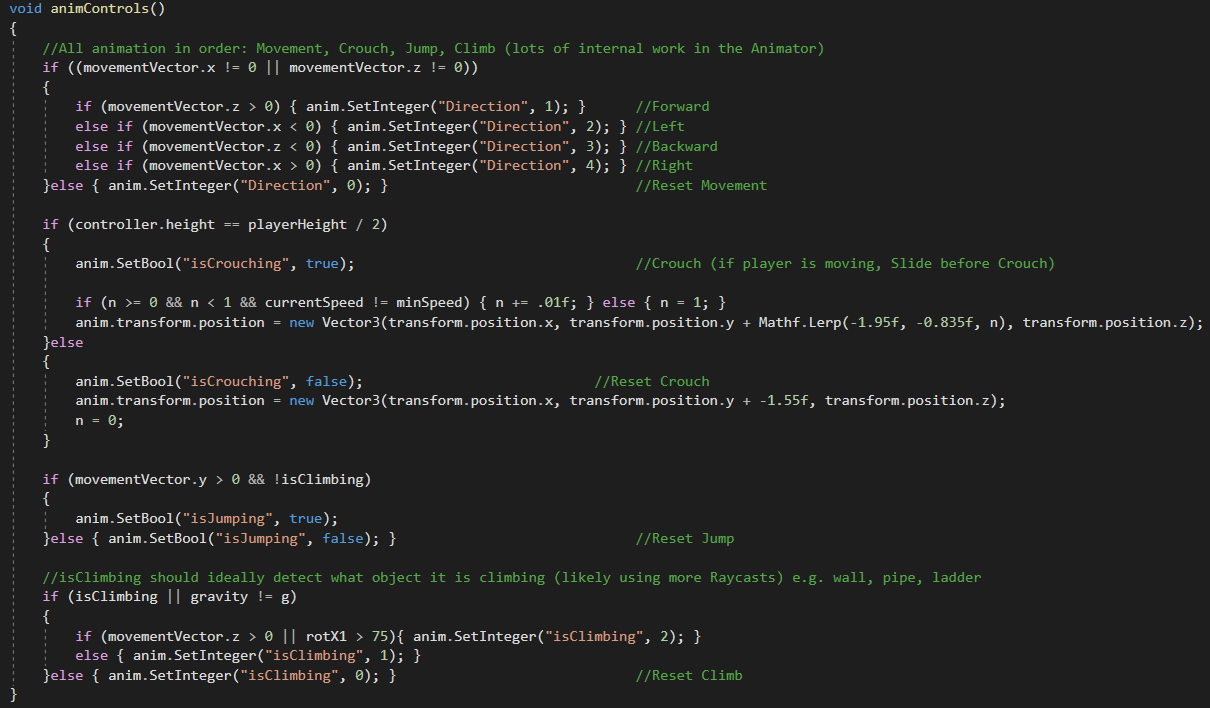 void animControls()
{
    //All animation in order: Movement, Crouch, Jump, Climb (lots of internal work in the Animator)
    if ((movementVector.x != 0 || movementVector.z != 0))
    {
        if (movementVector.z > 0) { anim.SetInteger("Direction", 1); }      //Forward
        else if (movementVector.x < 0) { anim.SetInteger("Direction", 2); } //Left
        else if (movementVector.z < 0) { anim.SetInteger("Direction", 3); } //Backward
        else if (movementVector.x > 0) { anim.SetInteger("Direction", 4); } //Right
    }else { anim.SetInteger("Direction", 0); }                              //Reset Movement

    if (controller.height == playerHeight / 2)
    {
        anim.SetBool("isCrouching", true);                                  //Crouch (if player is moving, Slide before Crouch)

        if (n >= 0 && n < 1 && currentSpeed != minSpeed) { n += .01f; } else { n = 1; }
        anim.transform.position = new Vector3(transform.position.x, transform.position.y + Mathf.Lerp(-1.95f, -0.835f, n), transform.position.z);
    }else
    {
        anim.SetBool("isCrouching", false);                            //Reset Crouch
        anim.transform.position = new Vector3(transform.position.x, transform.position.y + -1.55f, transform.position.z);
        n = 0;
    }

    if (movementVector.y > 0 && !isClimbing)
    {
        anim.SetBool("isJumping", true);
    }else { anim.SetBool("isJumping", false); }                             //Reset Jump

    //isClimbing should ideally detect what object it is climbing (likely using more Raycasts) e.g. wall, pipe, ladder
    if (isClimbing || gravity != g)
    {
        if (movementVector.z > 0 || rotX1 > 75){ anim.SetInteger("isClimbing", 2); }
        else { anim.SetInteger("isClimbing", 1); }
    }else { anim.SetInteger("isClimbing", 0); }                             //Reset Climb
}